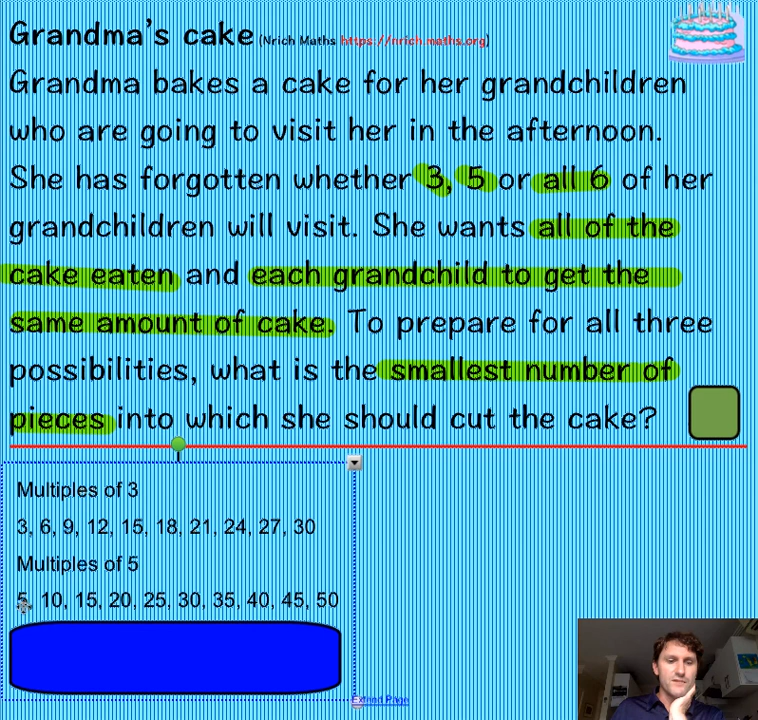 Grandma's cake (Nrich Maths https://nrich.maths.org)
Grandma bakes a cake for her grandchildren
who are going to visit her in the afternoon.
She has forgotten whether 3, 5 or all 6 of her
grandchildren will visit. She wants all of the
cake eaten and each grandchild to get the
same amount of cake. To prepare for all three
possibilities, what is the smallest number of
pieces into which she should cut the cake?
Multiples of 3
3, 6, 9, 12, 15, 18, 21, 24, 27, 30
Multiples of 5
5, 10, 15, 20, 25, 30, 35, 40, 45, 50
Extend Page